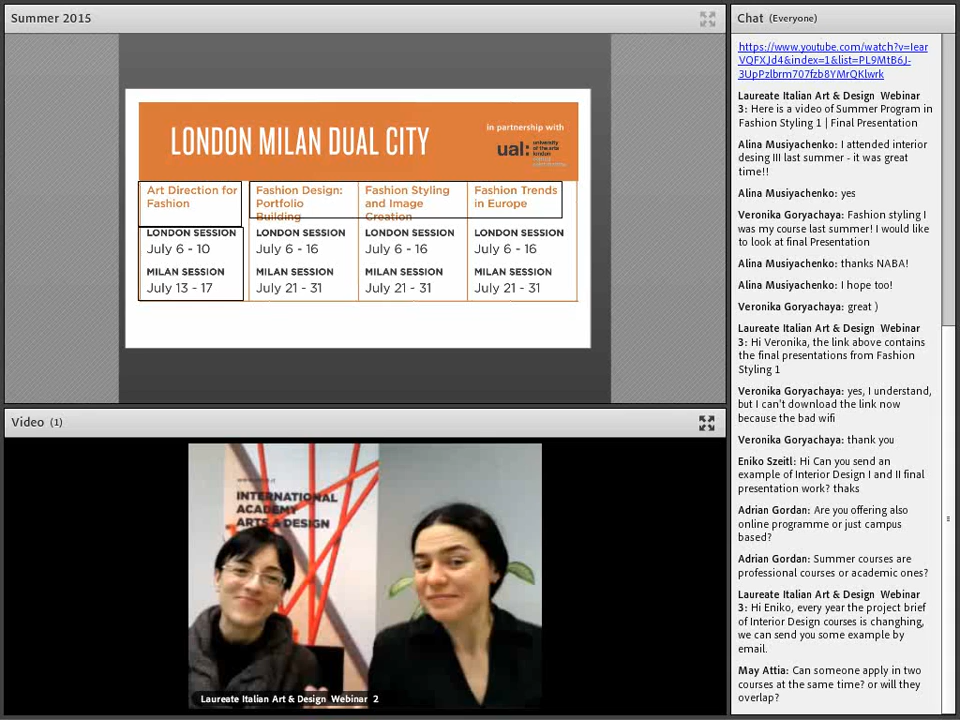 Summer 2015
LONDON MILAN DUAL CITY
in partnership with
ual: university
of the arts
london
Art Direction for
Fashion
LONDON SESSION
July 6 - 10
MILAN SESSION
July 13 - 17
Fashion Design:
Portfolio
Building
LONDON SESSION
July 6 - 16
MILAN SESSION
July 21 - 31
Fashion Styling
and Image
Creation
LONDON SESSION
July 6 - 16
MILAN SESSION
July 21 - 31
Fashion Trends
in Europe
LONDON SESSION
July 6 - 16
MILAN SESSION
July 21 - 31
Video (1)
INTERNATIONAL
ACADEMY
ARTS & DESIGN
Laureate Italian Art & Design Webinar 2
Chat (Everyone)
https://www.youtube.com/watch?v=Iear
VQFXJd4&index=1&list=PL9MtB6J-
3UpPzlbrm707fzb8YMrQKlwrk
Laureate Italian Art & Design Webinar
3: Here is a video of Summer Program in
Fashion Styling 1 | Final Presentation
Alina Musiyachenko: I attended interior
desing III last summer - it was great
time!!
Alina Musiyachenko: yes
Veronika Goryachaya: Fashion styling I
was my course last summer! I would like
to look at final Presentation
Alina Musiyachenko: thanks NABA!
Alina Musiyachenko: I hope too!
Veronika Goryachaya: great )
Laureate Italian Art & Design Webinar
3: Hi Veronika, the link above contains
the final presentations from Fashion
Styling 1
Veronika Goryachaya: yes, I understand,
but I can't download the link now
because the bad wifi
Veronika Goryachaya: thank you
Eniko Szeitl: Hi Can you send an
example of Interior Design I and II final
presentation work? thaks
Adrian Gordan: Are you offering also
online programme or just campus
based?
Adrian Gordan: Summer courses are
professional courses or academic ones?
Laureate Italian Art & Design Webinar
3: Hi Eniko, every year the project brief
of Interior Design courses is changhing,
we can send you some example by
email.
May Attia: Can someone apply in two
courses at the same time? or will they
overlap?